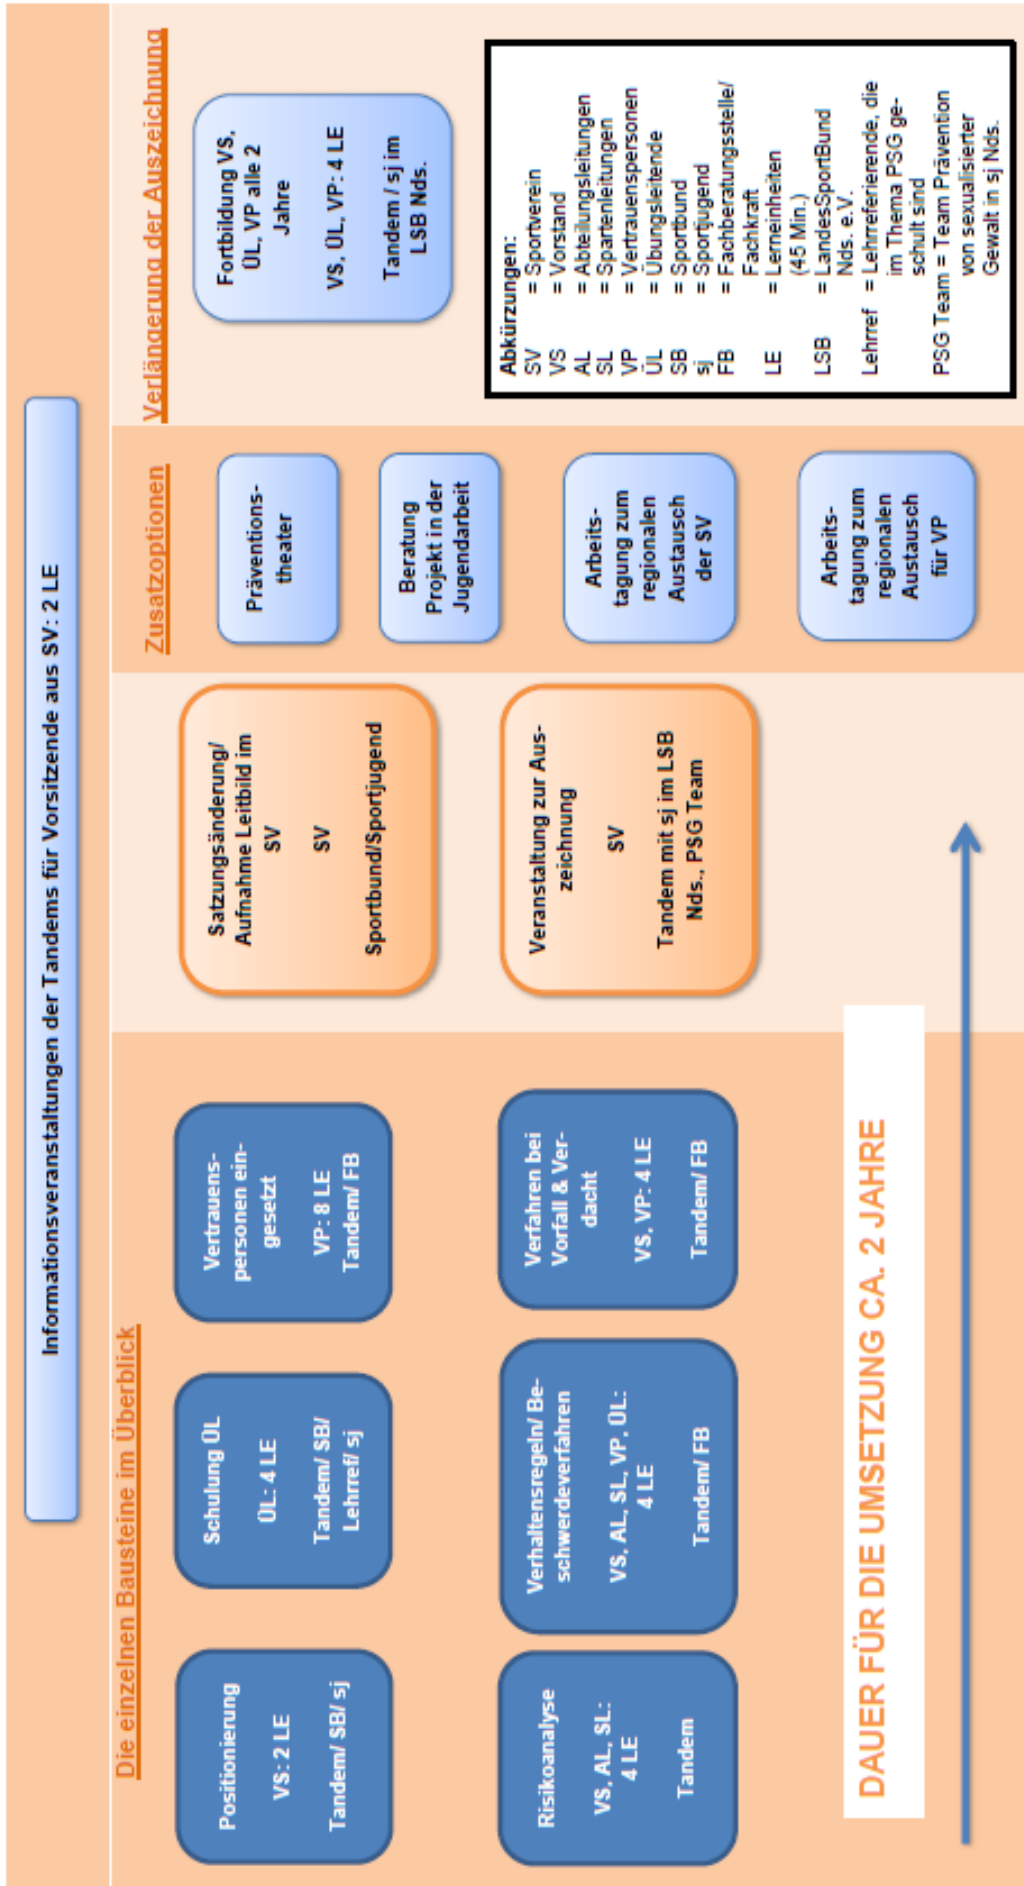 Informationsveranstaltungen der Tandems für Vorsitzende aus SV: 2 LE
Die einzelnen Bausteine im Überblick
Positionierung
VS: 2 LE
Tandem/ SB/ sj
Schulung ÜL
ÜL: 4 LE
Tandem/ SB/
Lehrref/ sj
Vertrauens-
personen ein-
gesetzt
VP: 8 LE
Tandem/ FB
Risikoanalyse
VS, AL, SL:
4 LE
Tandem
Verhaltensregeln/ Be-
schwerdeverfahren
VS, AL, SL, VP, ÜL:
4 LE
Tandem/ FB
Verfahren bei
Vorfall & Ver-
dacht
VS, VP: 4 LE
Tandem/ FB
DAUER FÜR DIE UMSETZUNG CA. 2 JAHRE
Satzungsänderung/
Aufnahme Leitbild im
SV
SV
Sportbund/Sportjugend
Veranstaltung zur Aus-
zeichnung
SV
Tandem mit sj im LSB
Nds., PSG Team
Zusatzoptionen
Präventions-
theater
Beratung
Projekt in der
Jugendarbeit
Arbeits-
tagung zum
regionalen
Austausch
der SV
Arbeits-
tagung zum
regionalen
Austausch
für VP
Verlängerung der Auszeichnung
Fortbildung VS,
ÜL, VP alle 2
Jahre
VS, ÜL, VP: 4 LE
Tandem / sj im
LSB Nds.
Abkürzungen:
SV = Sportverein
VS = Vorstand
AL = Abteilungsleitungen
SL = Spartenleitungen
VP = Vertrauenspersonen
ÜL = Übungsleitende
SB = Sportbund
sj = Sportjugend
FB = Fachberatungsstelle/
Fachkraft
LE = Lerneinheiten
(45 Min.)
LSB = LandesSportBund
Nds. e.V.
Lehrref = Lehrreferierende, die
im Thema PSG ge-
schult sind
PSG Team = Team Prävention
von sexualisierter
Gewalt in sj Nds.